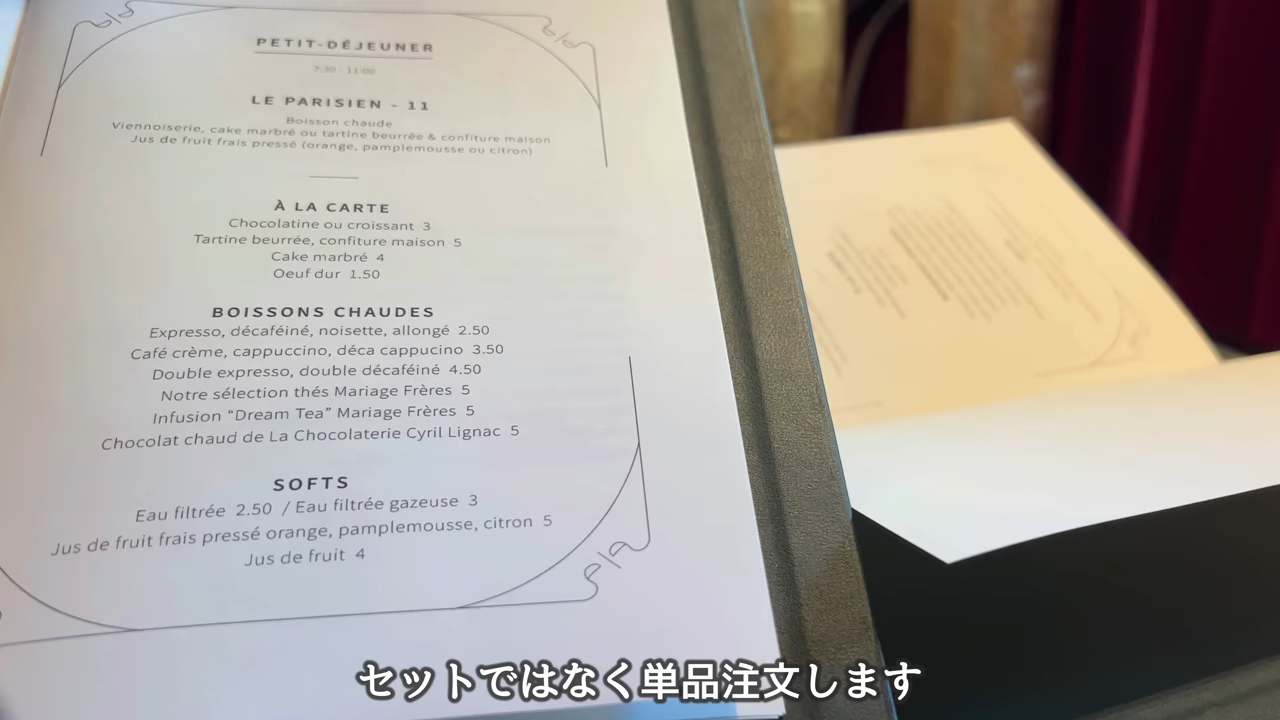 PETIT-DÉJEUNER
7:30 - 11:00
LE PARISIEN - 11
Boisson chaude
Viennoiserie, cake marbré ou tartine beurrée & confiture maison
Jus de fruit frais pressé (orange, pamplemousse ou citron)
À LA CARTE
Chocolatine ou croissant 3
Tartine beurrée, confiture maison 5
Cake marbré 4
Oeuf dur 1.50
BOISSONS CHAUDES
Expresso, décaféiné, noisette, allongé 2.50
Café crème, cappuccino, déca cappucino 3.50
Double expresso, double décaféiné 4.50
Notre sélection thés Mariage Frères 5
Infusion “Dream Tea” Mariage Frères 5
Chocolat chaud de La Chocolaterie Cyril Lignac 5
SOFTS
Eau filtrée 2.50 / Eau filtrée gazeuse 3
Jus de fruit frais pressé orange, pamplemousse, citron 5
Jus de fruit 4
セットではなく単品注文します